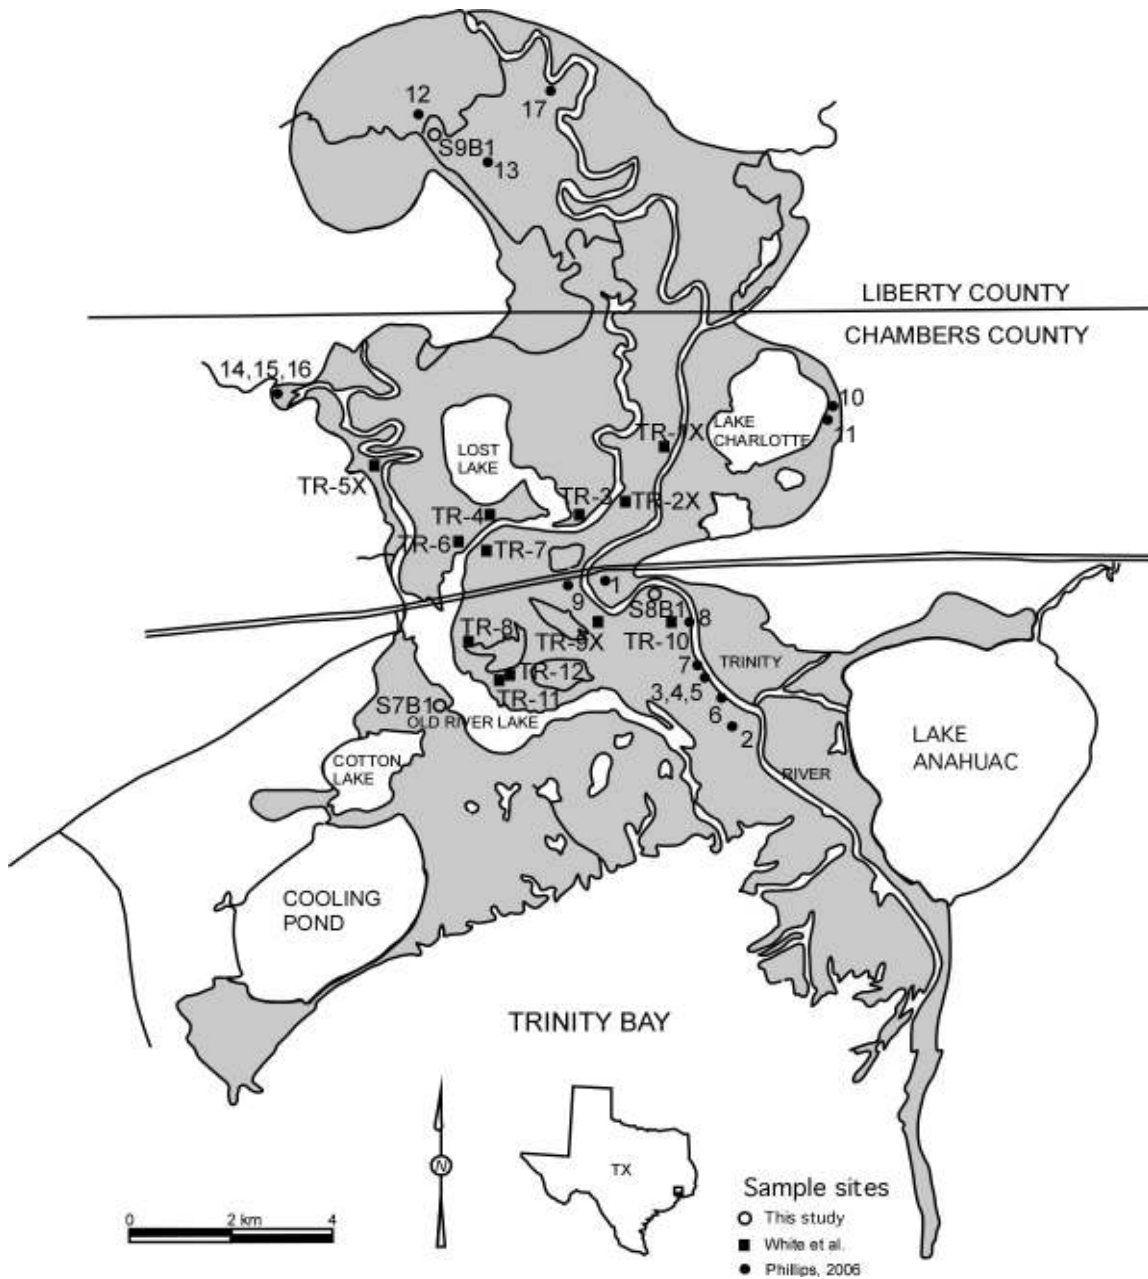 12
17
S9B1
13
LIBERTY COUNTY
CHAMBERS COUNTY
14,15,16
10
11
LAKE
CHARLOTTE
TR-1X
LOST
LAKE
TR-5X
TR-3
TR-2X
TR-4
TR-6
TR-7
1
9
S8B1
8
TR-8
TR-9X
TR-10
7
TRINITY
TR-12
TR-11
3,4,5
6
2
S7B1
OLD RIVER LAKE
LAKE
ANAHUAC
COTTON
LAKE
RIVER
COOLING
POND
TRINITY BAY
N
TX
0 2 km 4
Sample sites
This study
White et al.
Phillips, 2006